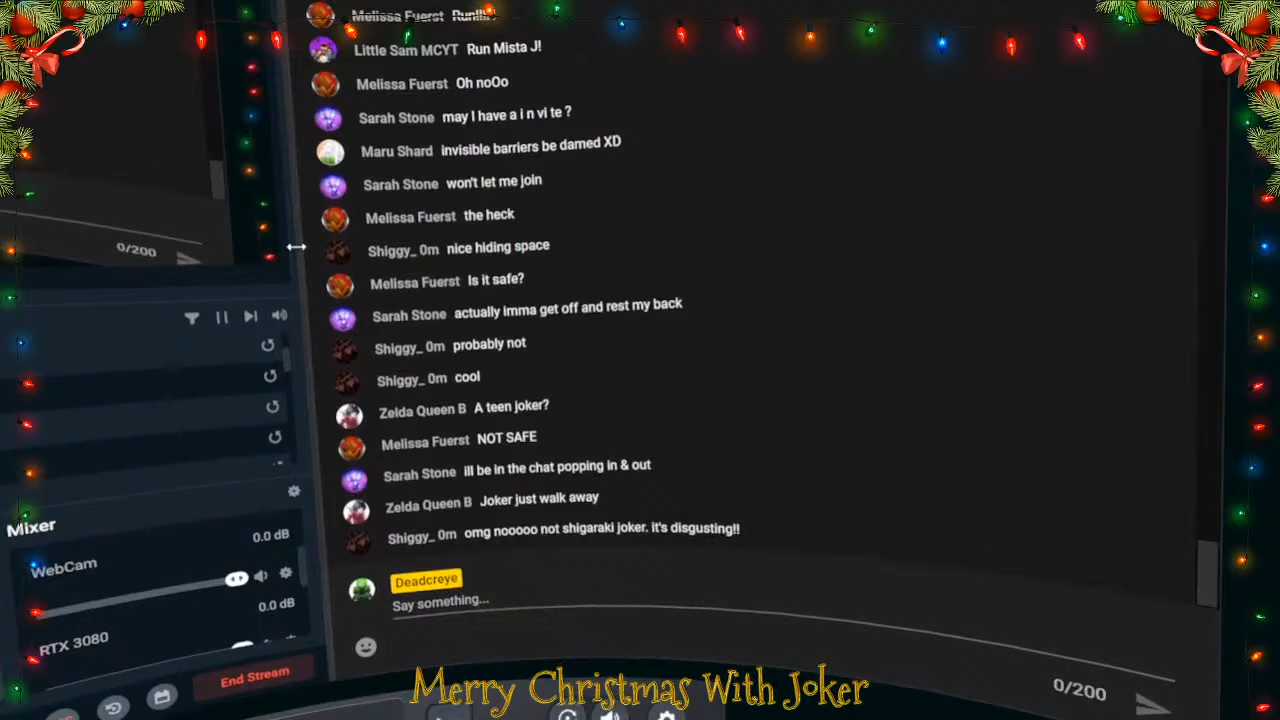 Melissa Fuerst Run!!!
Little Sam MCYT Run Mista J!
Melissa Fuerst Oh noOo
Sarah Stone may I have a i n vi te ?
Maru Shard invisible barriers be damed XD
Sarah Stone won't let me join
Melissa Fuerst the heck
Shiggy_ 0m nice hiding space
Melissa Fuerst Is it safe?
Sarah Stone actually imma get off and rest my back
Shiggy_ 0m probably not
Shiggy_ 0m cool
Zelda Queen B A teen joker?
Melissa Fuerst NOT SAFE
Sarah Stone ill be in the chat popping in & out
Zelda Queen B Joker just walk away
Shiggy_ 0m omg nooooo not shigaraki joker. it's disgusting!!
Deadcreye
Say something...
0/200
0/200
Mixer
WebCam 0.0 dB
RTX 3080 0.0 dB
End Stream
Merry Christmas With Joker